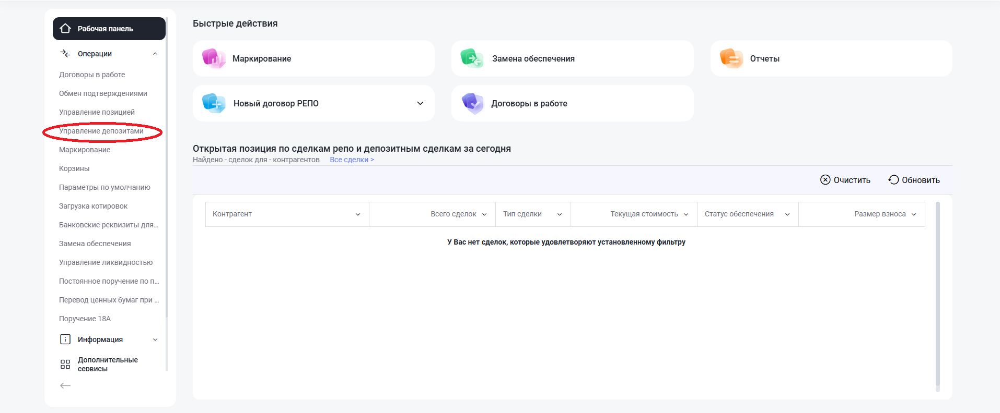 Рабочая панель
Операции
Договоры в работе
Обмен подтверждениями
Управление позицией
Управление депозитами
Маркирование
Корзины
Параметры по умолчанию
Загрузка котировок
Банковские реквизиты для...
Замена обеспечения
Управление ликвидностью
Постоянное поручение по п...
Перевод ценных бумаг при ...
Поручение 18А
Информация
Дополнительные
сервисы
Быстрые действия
Маркирование
Замена обеспечения
Отчеты
Новый договор РЕПО
Договоры в работе
Открытая позиция по сделкам репо и депозитным сделкам за сегодня
Найдено - сделок для - контрагентов Все сделки >
Очистить Обновить
Контрагент Всего сделок Тип сделки Текущая стоимость Статус обеспечения Размер взноса
У Вас нет сделок, которые удовлетворяют установленному фильтру